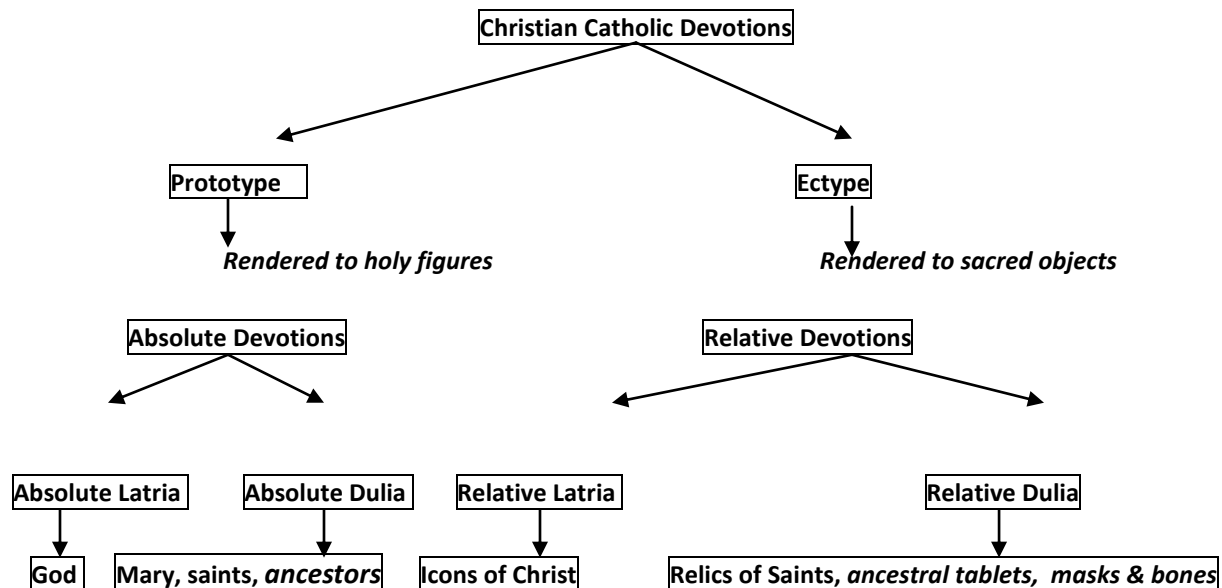 Christian Catholic Devotions
Prototype
Ectype
Rendered to holy figures
Rendered to sacred objects
Absolute Devotions
Relative Devotions
Absolute Latria
Absolute Dulia
Relative Latria
Relative Dulia
God
Mary, saints, ancestors
Icons of Christ
Relics of Saints, ancestral tablets, masks & bones